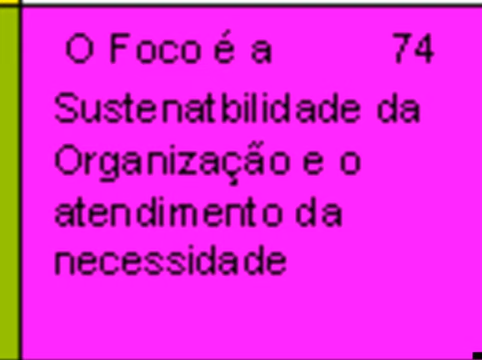 O Foco é a 74
Sustenatbilidade da
Organização e o
atendimento da
necessidade